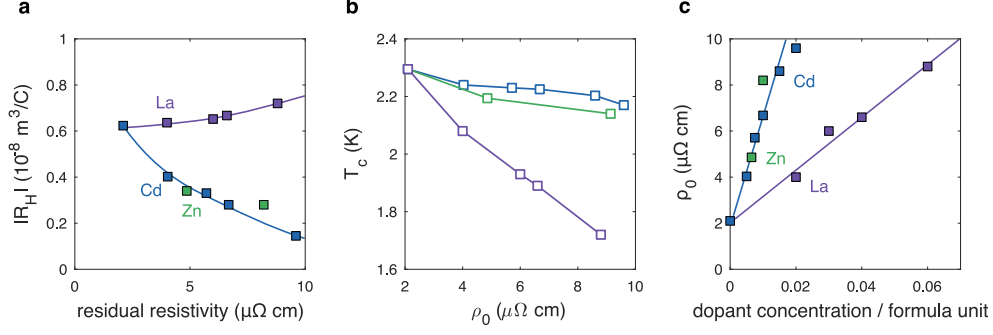 a
|R_H| (10^-8 m^3/C)
1
0.8
0.6
0.4
0.2
0
La
Cd
Zn
0
5
10
residual resistivity (μΩ cm)
b
T_c (K)
2.4
2.2
2
1.8
1.6
2
4
6
8
10
ρ_0 (μΩ cm)
c
ρ_0 (μΩ cm)
10
8
6
4
2
0
Cd
Zn
La
0
0.02
0.04
0.06
dopant concentration / formula unit